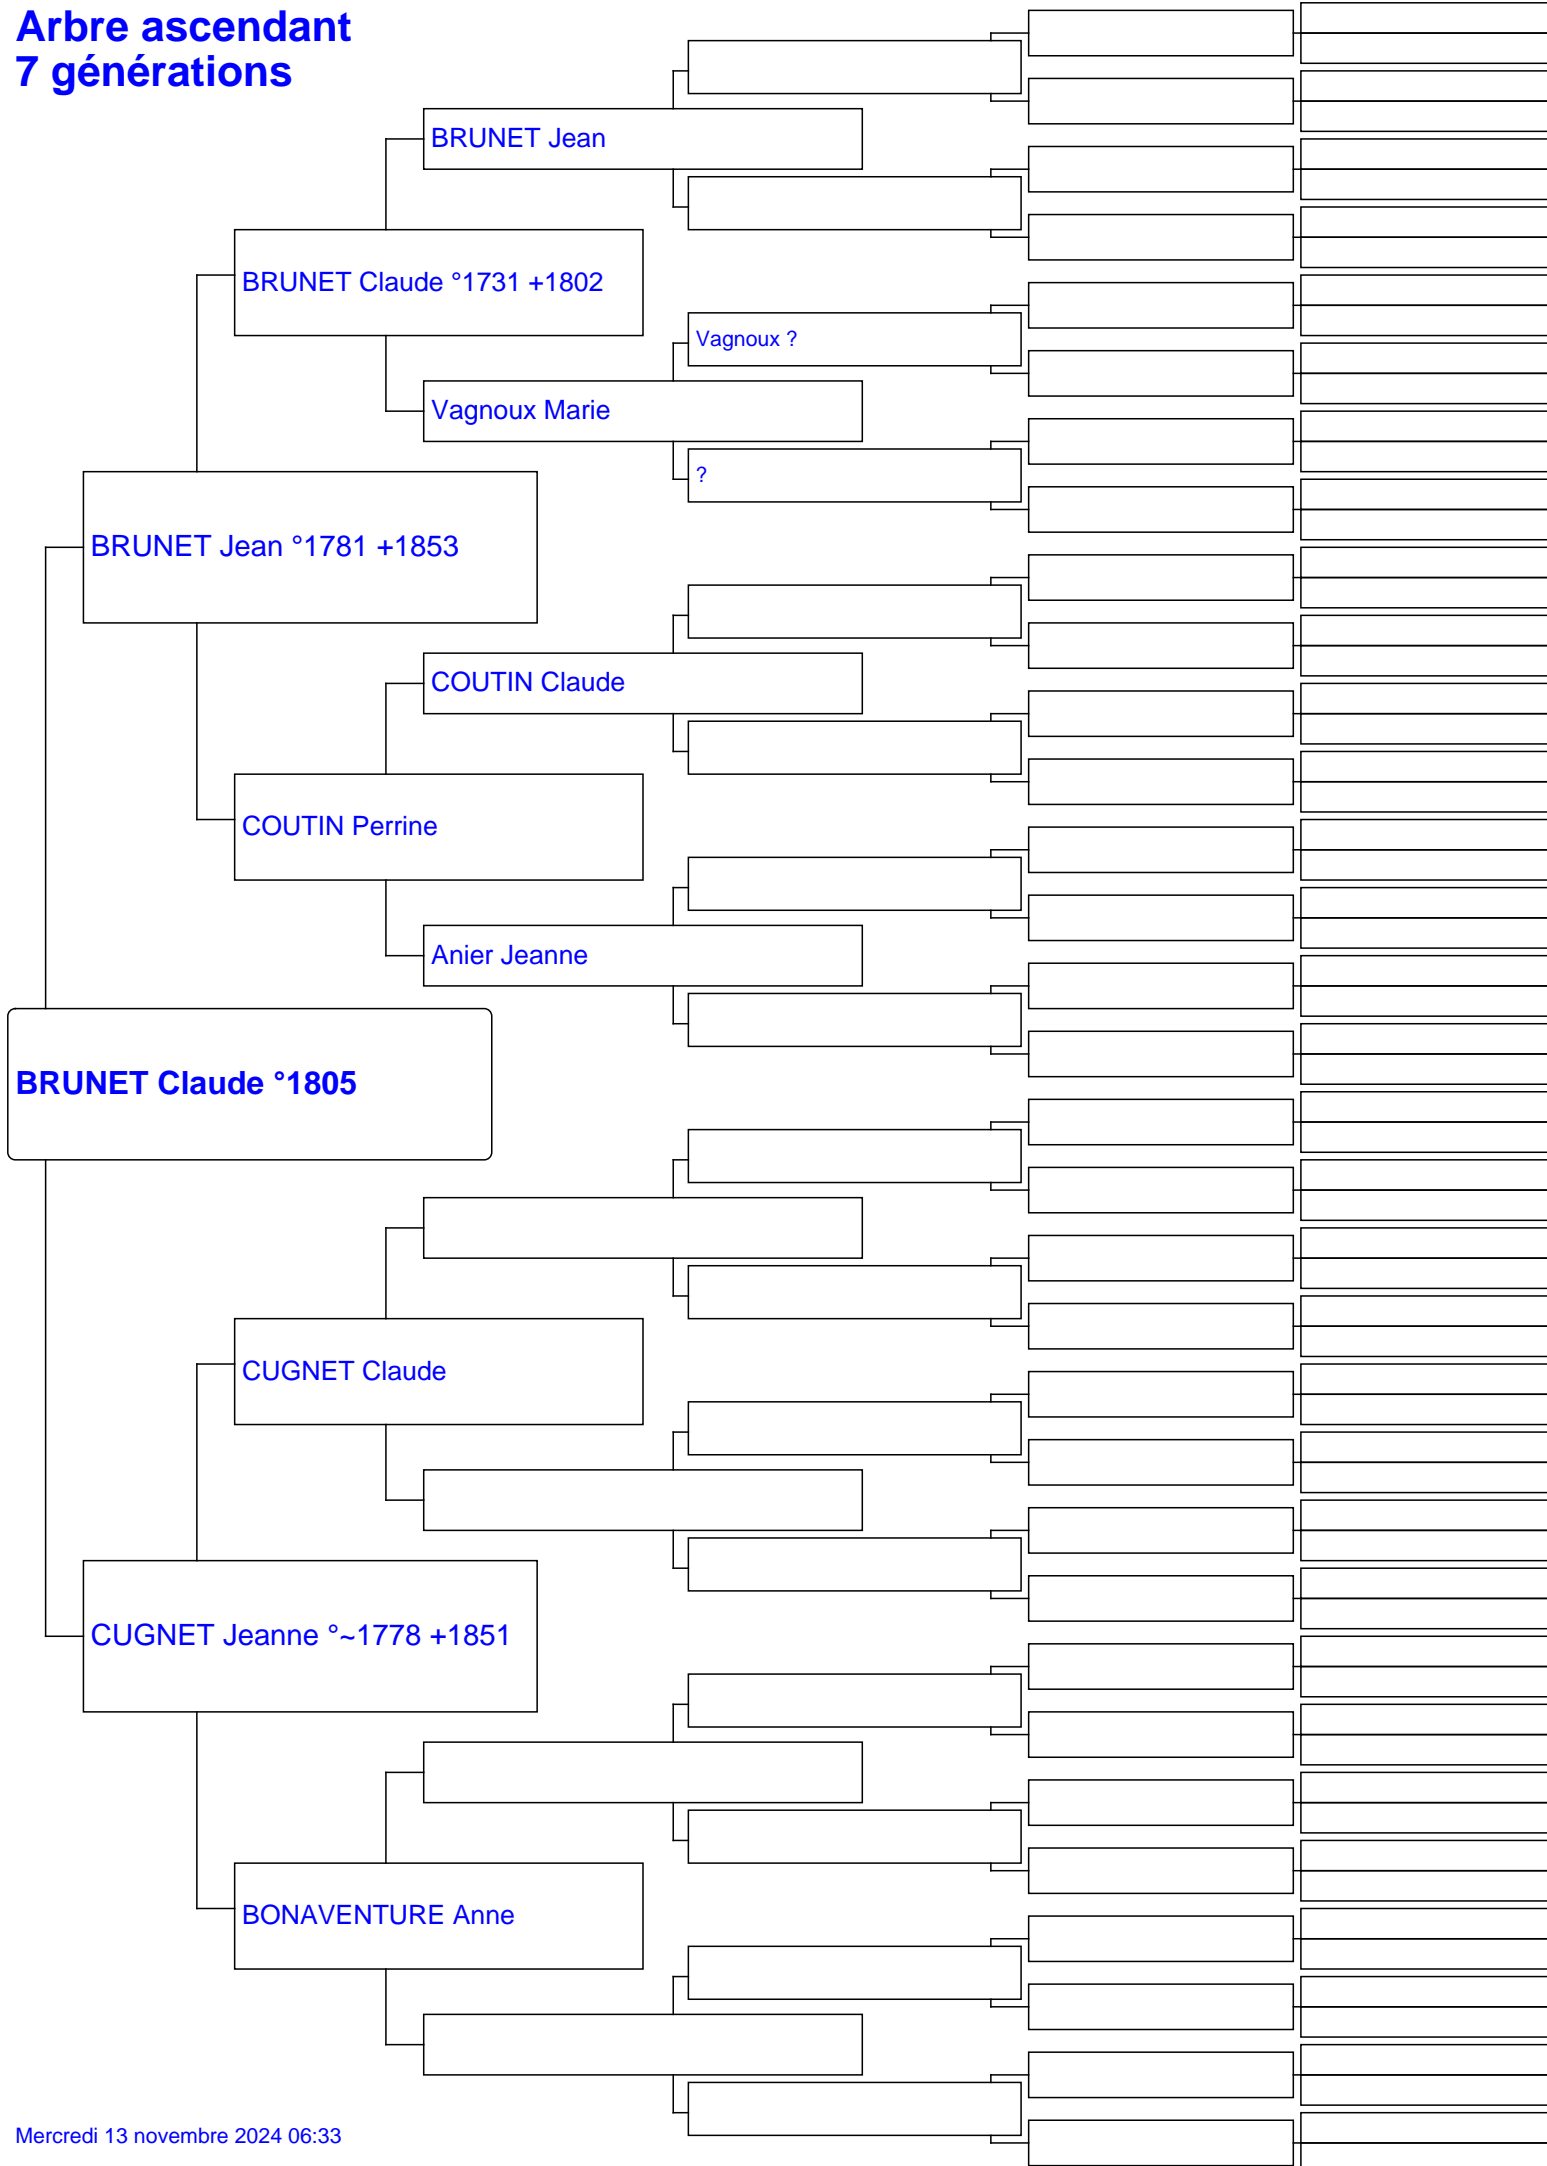 Arbre ascendant
7 générations
BRUNET Jean
BRUNET Claude °1731 +1802
Vagnoux ?
Vagnoux Marie
?
BRUNET Jean °1781 +1853
COUTIN Claude
COUTIN Perrine
Anier Jeanne
BRUNET Claude °1805
CUGNET Claude
CUGNET Jeanne °~1778 +1851
BONAVENTURE Anne
Mercredi 13 novembre 2024 06:33